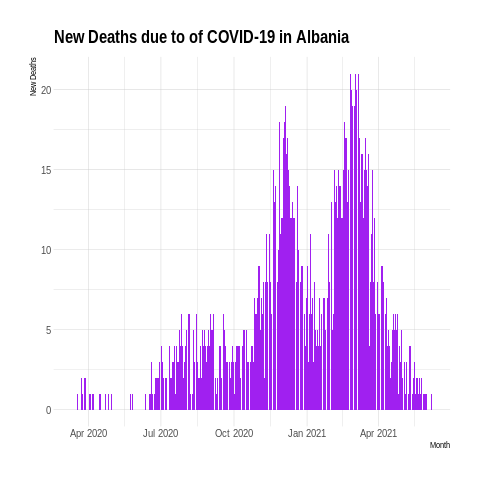 New Deaths due to of COVID-19 in Albania
New Deaths
20
15
10
5
0
Apr 2020
Jul 2020
Oct 2020
Jan 2021
Apr 2021
Month